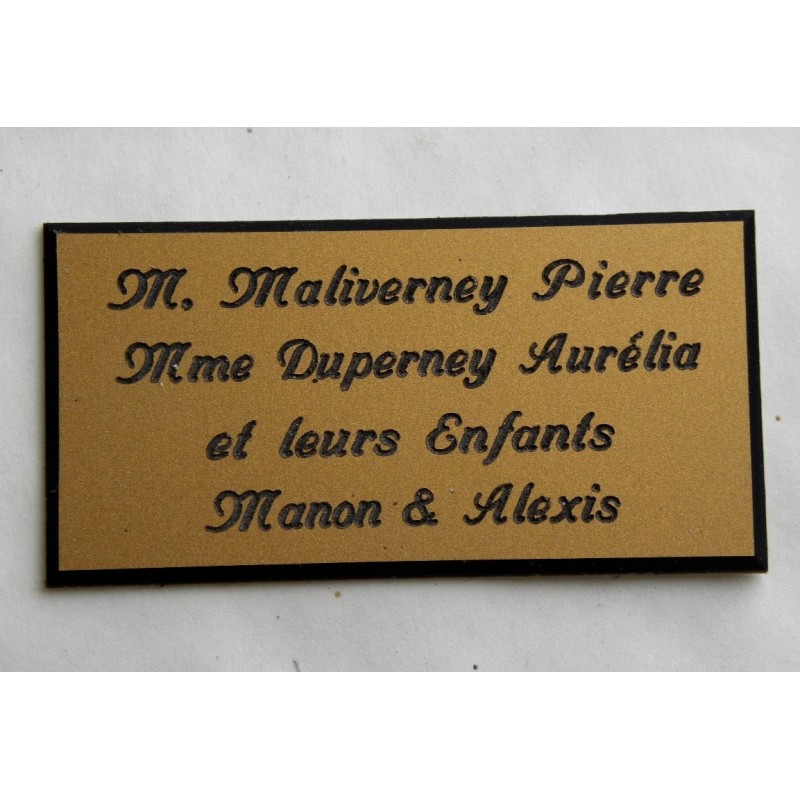 M, Maliverney Pierre
Mme Duperney Aurélia
et leurs Enfants
Manon & Alexis